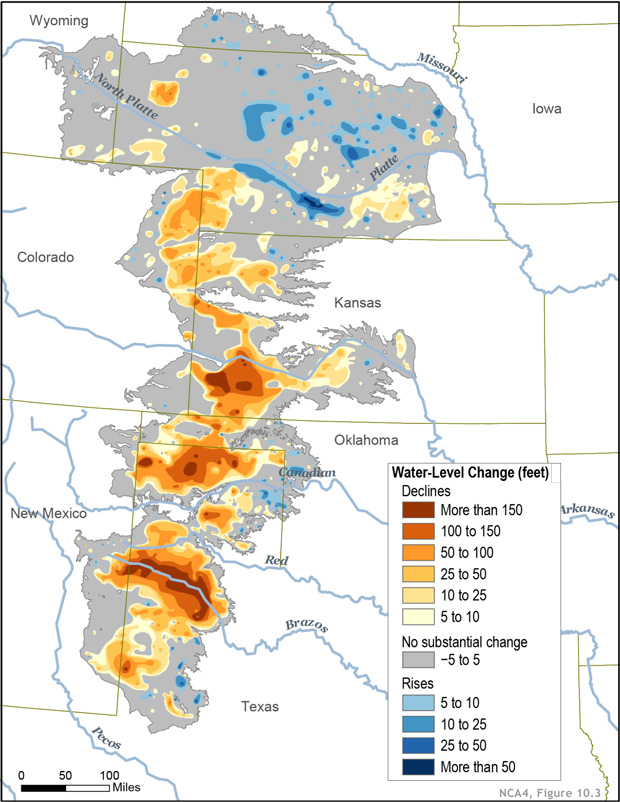 Wyoming
Missouri
North Platte
Iowa
Platte
Colorado
Kansas
Oklahoma
Canadian
New Mexico
Arkansas
Red
Brazos
Texas
Pecos
Water-Level Change (feet)
Declines
More than 150
100 to 150
50 to 100
25 to 50
10 to 25
5 to 10
No substantial change
−5 to 5
Rises
5 to 10
10 to 25
25 to 50
More than 50
0 50 100
Miles
NCA4, Figure 10.3